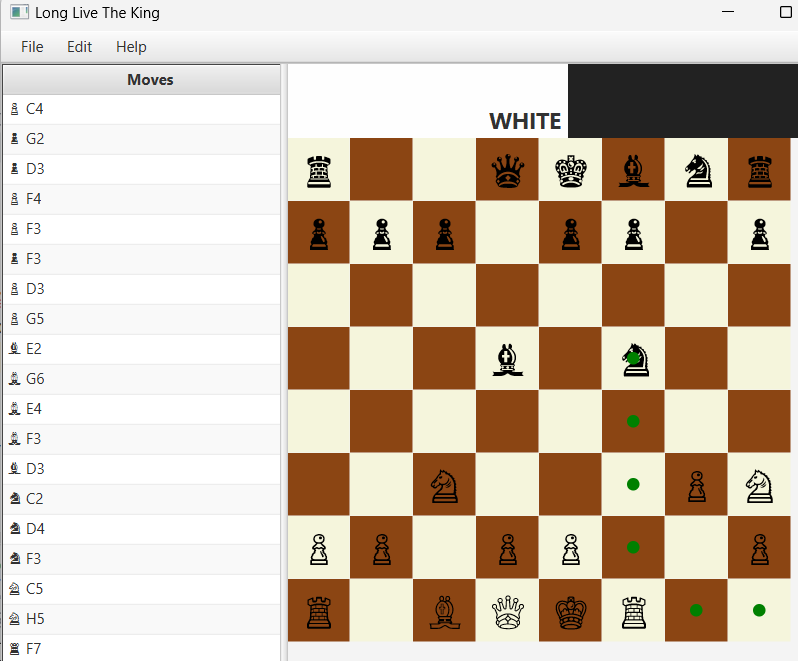 Long Live The King
File Edit Help
Moves
C4
G2
D3
F4
F3
F3
D3
G5
E2
G6
E4
F3
D3
C2
D4
F3
C5
H5
F7
WHITE